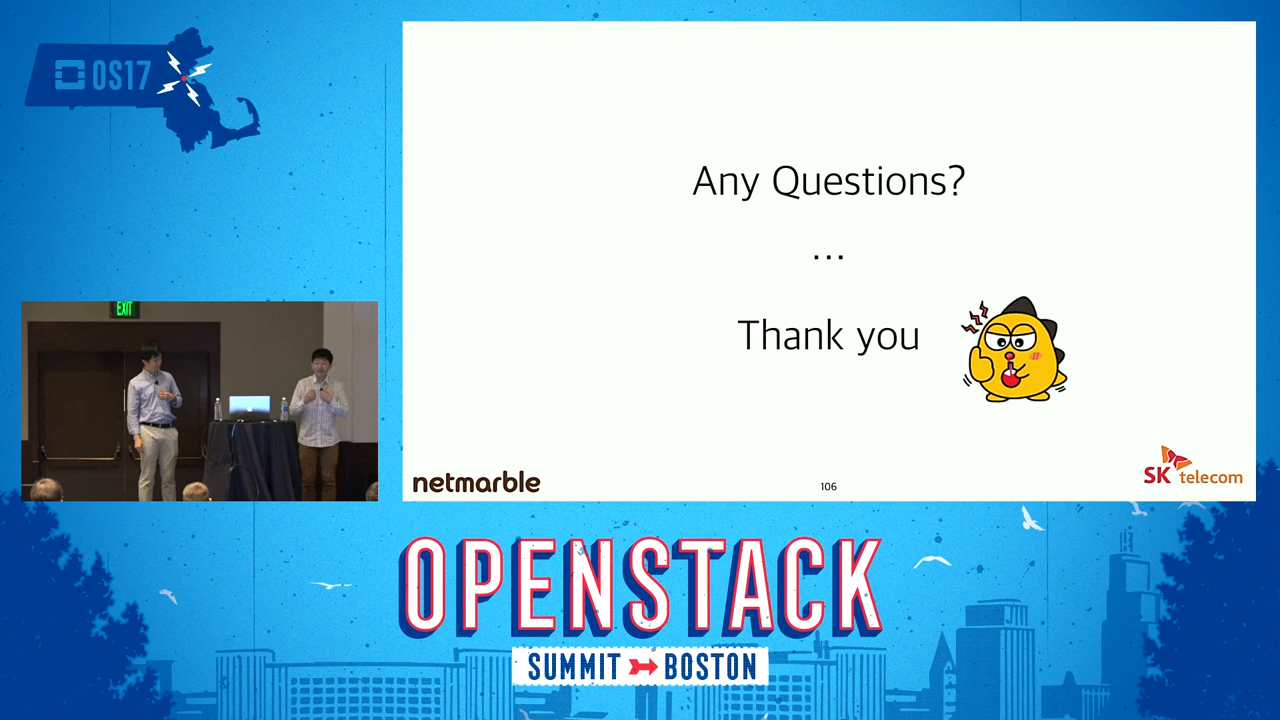 OS17
Any Questions?
...
Thank you
EXIT
netmarble
106
SK telecom
OPENSTACK
SUMMIT BOSTON